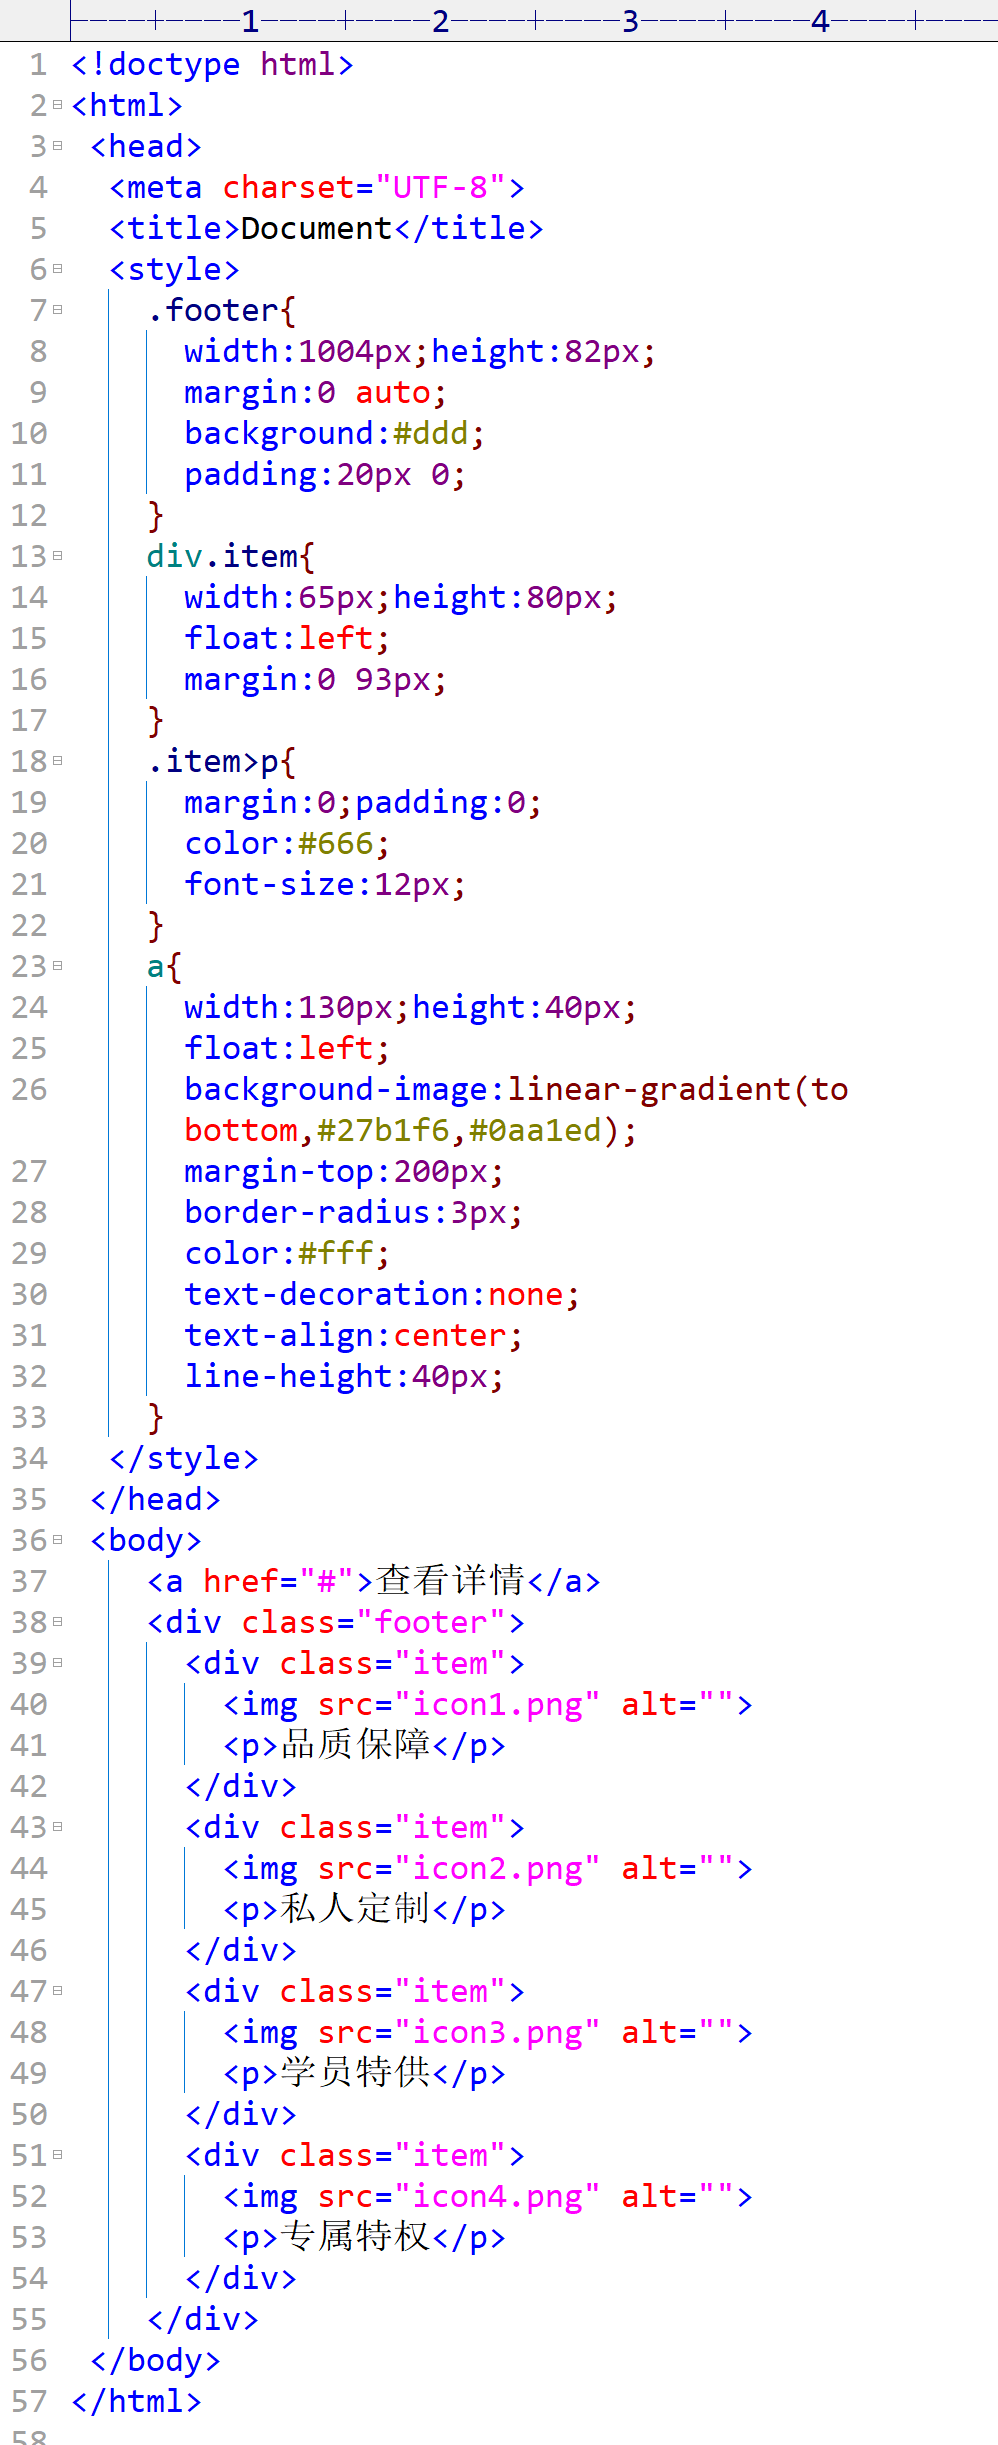 1 2 3 4
1 <!doctype html>
2 <html>
3 <head>
4 <meta charset="UTF-8">
5 <title>Document</title>
6 <style>
7 .footer{
8 width:1004px;height:82px;
9 margin:0 auto;
10 background:#ddd;
11 padding:20px 0;
12 }
13 div.item{
14 width:65px;height:80px;
15 float:left;
16 margin:0 93px;
17 }
18 .item>p{
19 margin:0;padding:0;
20 color:#666;
21 font-size:12px;
22 }
23 a{
24 width:130px;height:40px;
25 float:left;
26 background-image:linear-gradient(to
bottom,#27b1f6,#0aa1ed);
27 margin-top:200px;
28 border-radius:3px;
29 color:#fff;
30 text-decoration:none;
31 text-align:center;
32 line-height:40px;
33 }
34 </style>
35 </head>
36 <body>
37 <a href="#">查看详情</a>
38 <div class="footer">
39 <div class="item">
40 <img src="icon1.png" alt="">
41 <p>品质保障</p>
42 </div>
43 <div class="item">
44 <img src="icon2.png" alt="">
45 <p>私人定制</p>
46 </div>
47 <div class="item">
48 <img src="icon3.png" alt="">
49 <p>学员特供</p>
50 </div>
51 <div class="item">
52 <img src="icon4.png" alt="">
53 <p>专属特权</p>
54 </div>
55 </div>
56 </body>
57 </html>
58